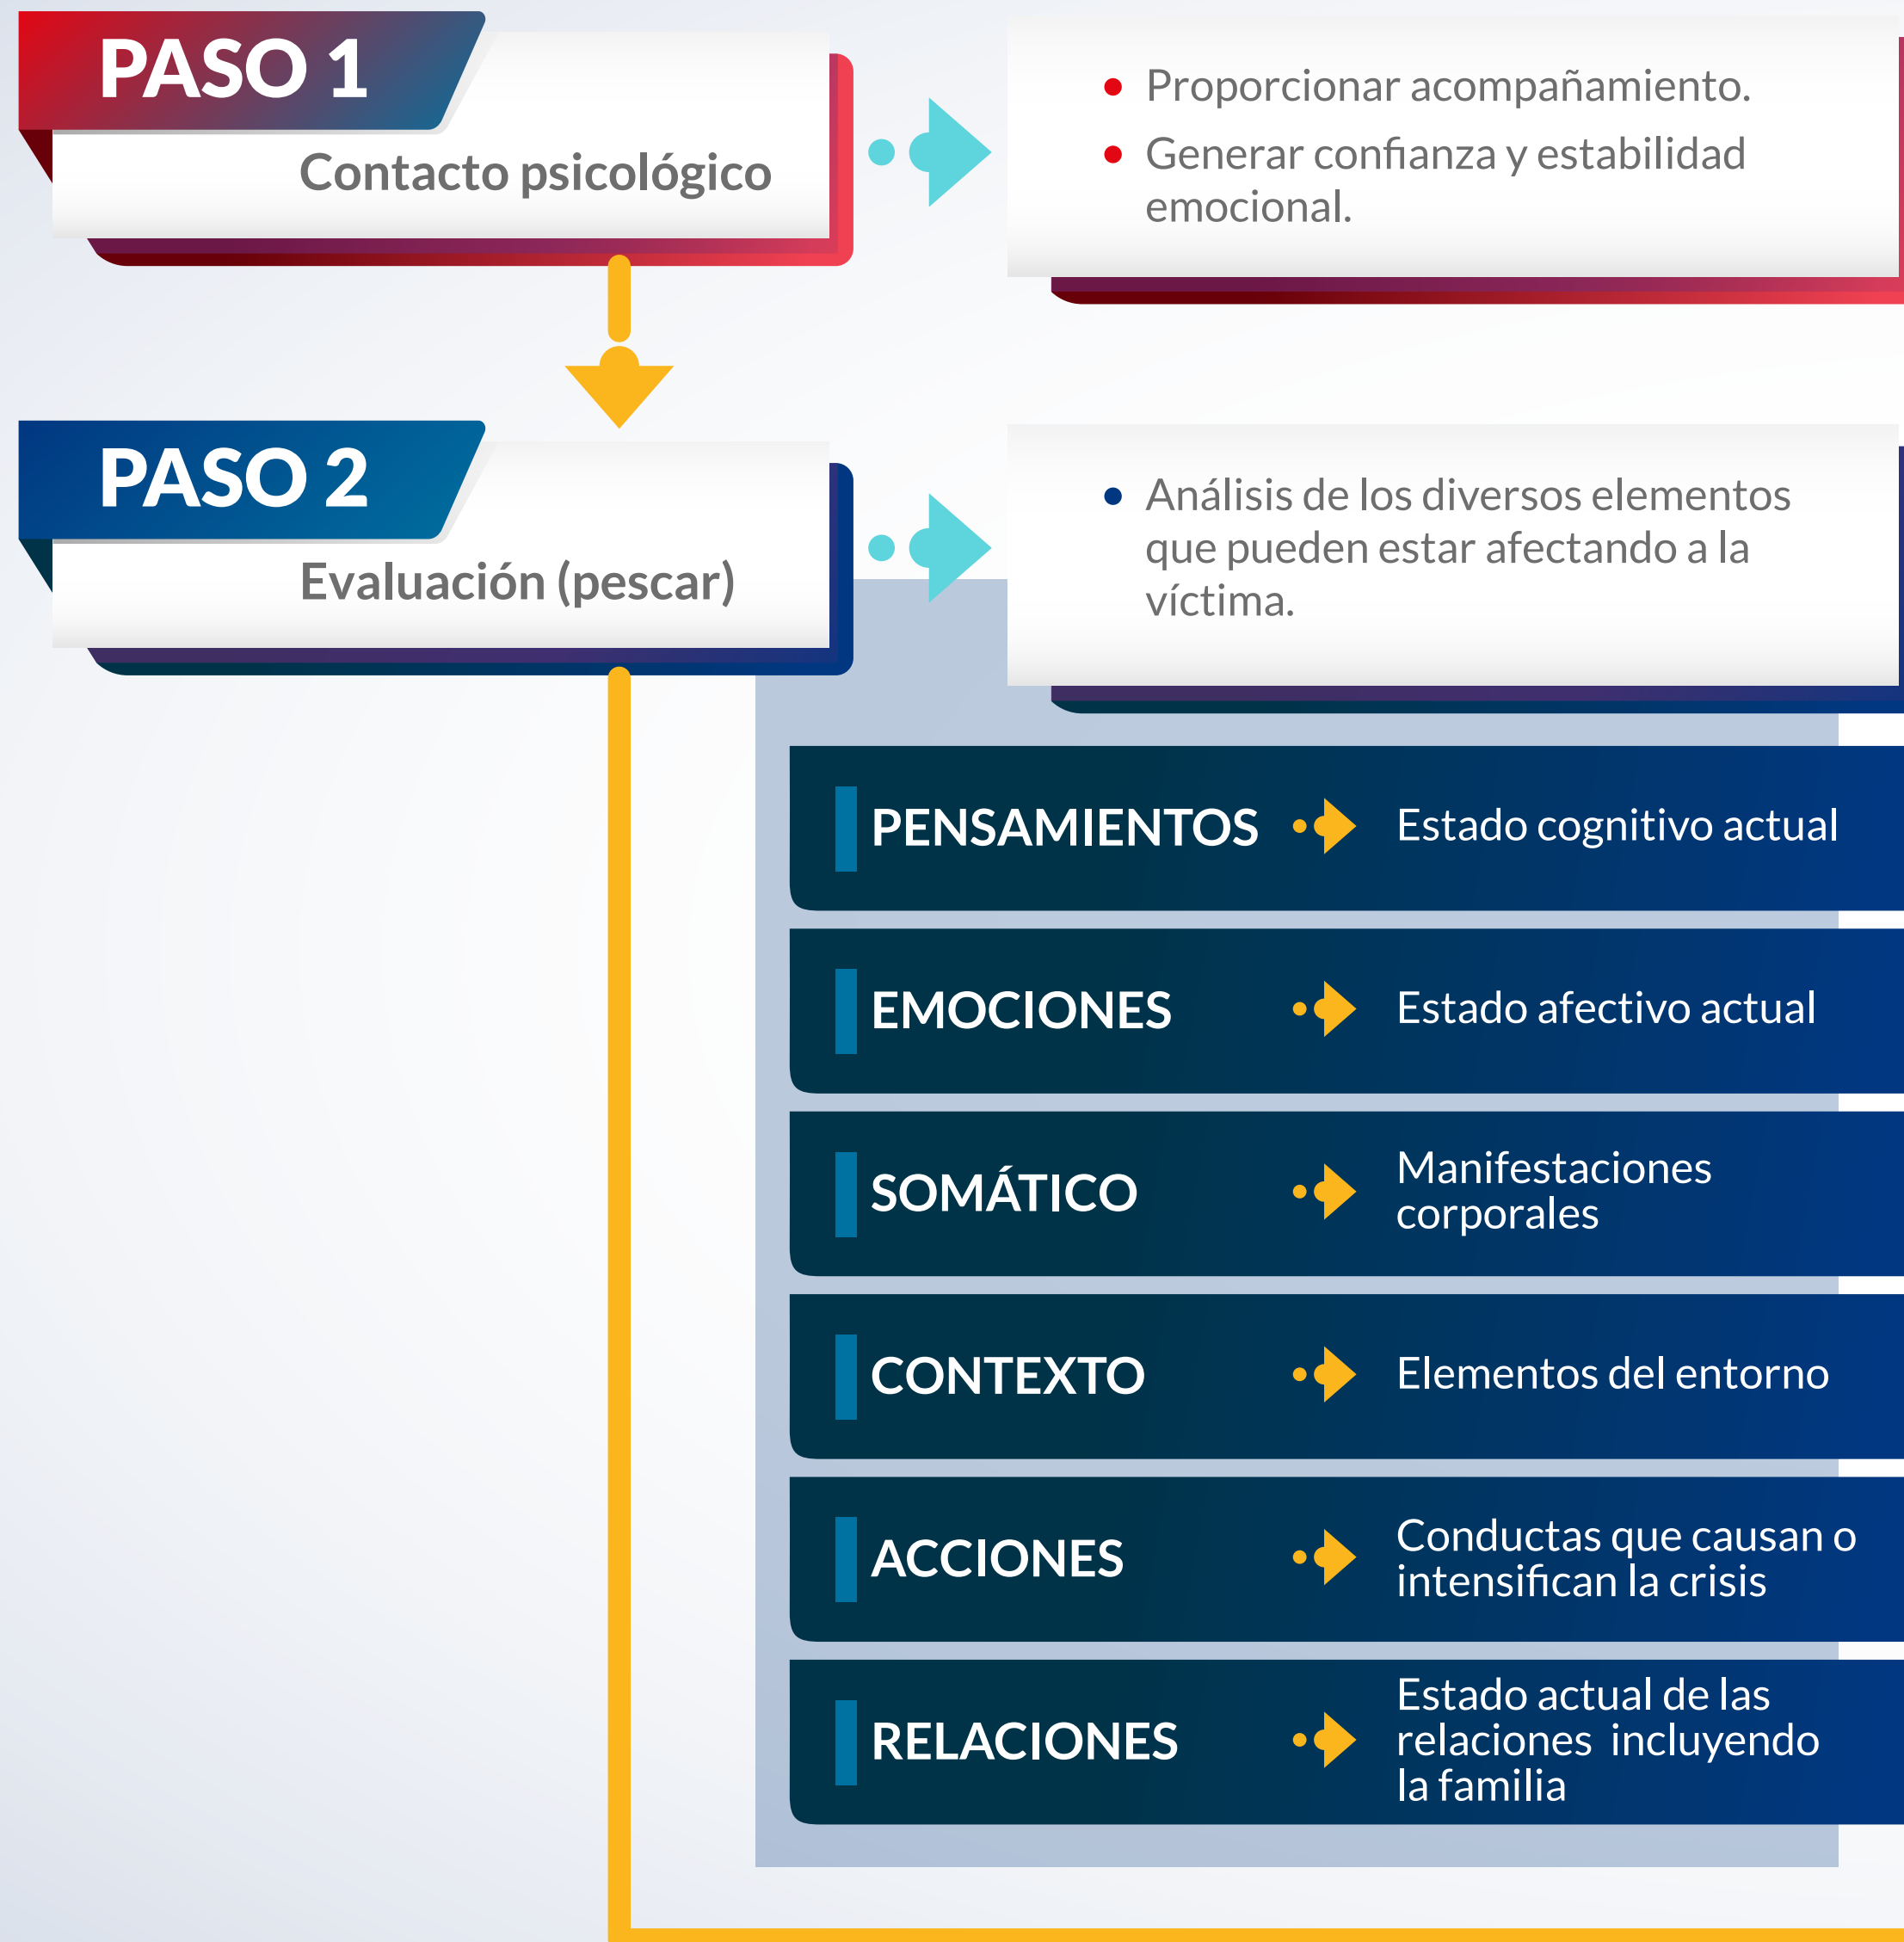 PASO 1
Contacto psicológico
Proporcionar acompañamiento.
Generar confianza y estabilidad
emocional.
PASO 2
Evaluación (pescar)
Análisis de los diversos elementos
que pueden estar afectando a la
víctima.
PENSAMIENTOS
Estado cognitivo actual
EMOCIONES
Estado afectivo actual
SOMÁTICO
Manifestaciones
corporales
CONTEXTO
Elementos del entorno
ACCIONES
Conductas que causan o
intensifican la crisis
RELACIONES
Estado actual de las
relaciones incluyendo
la familia